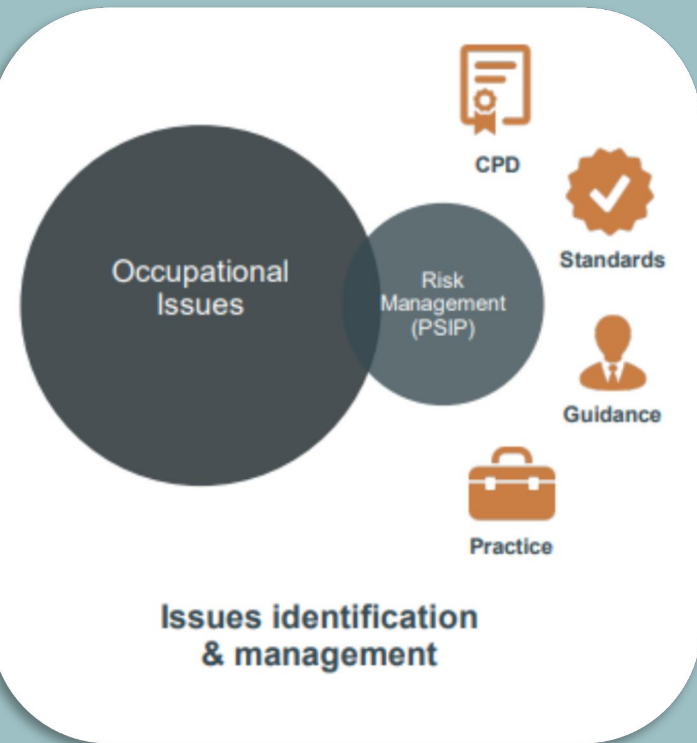 CPD
Standards
Occupational
Issues
Risk
Management
(PSIP)
Guidance
Practice
Issues identification
& management